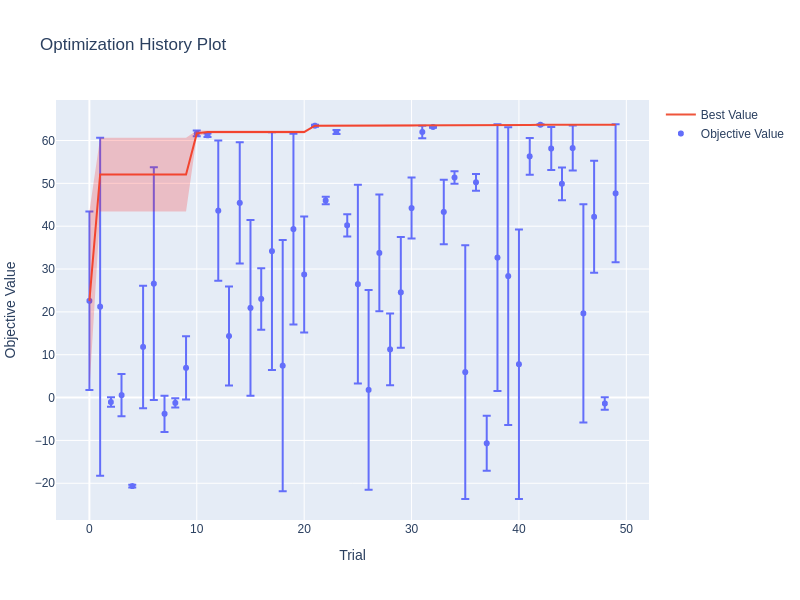 Optimization History Plot
Best Value
Objective Value
60
50
40
30
20
10
0
−10
−20
Objective Value
0 10 20 30 40 50
Trial